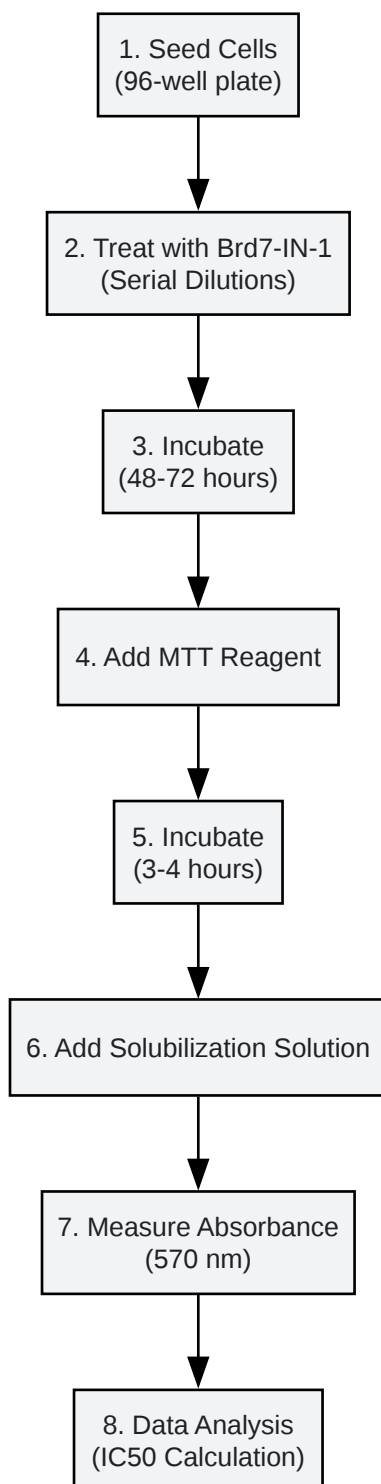 1. Seed Cells
(96-well plate)
2. Treat with Brd7-IN-1
(Serial Dilutions)
3. Incubate
(48-72 hours)
4. Add MTT Reagent
5. Incubate
(3-4 hours)
6. Add Solubilization Solution
7. Measure Absorbance
(570 nm)
8. Data Analysis
(IC50 Calculation)